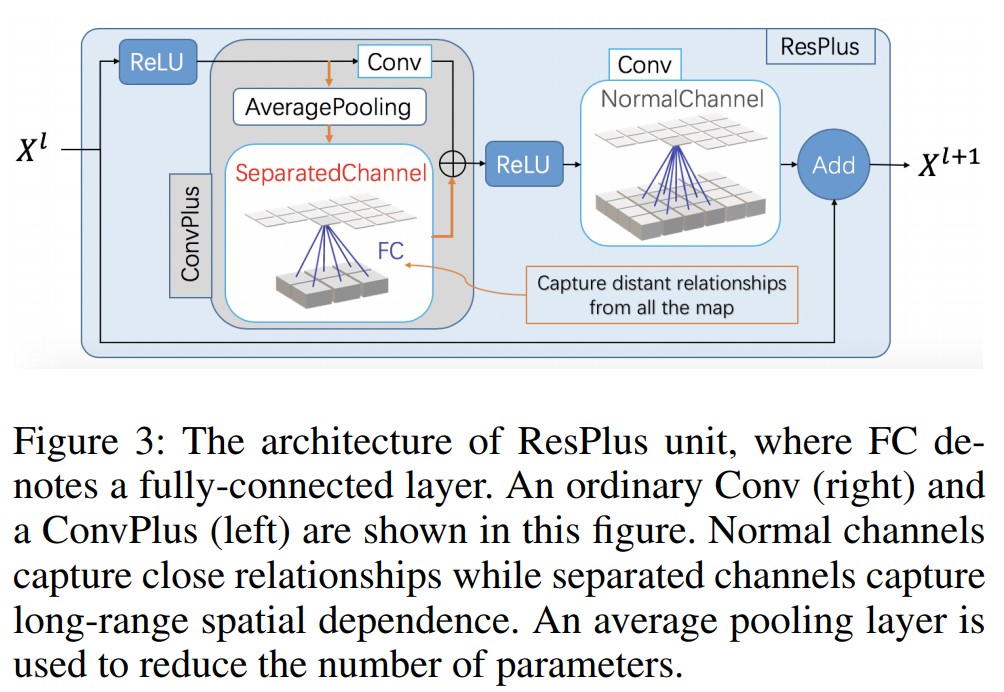 ResPlus
ReLU
Conv
AveragePooling
SeparatedChannel
FC
ConvPlus
X^l
ReLU
Conv
NormalChannel
Add
X^{l+1}
Capture distant relationships
from all the map
Figure 3: The architecture of ResPlus unit, where FC de-
notes a fully-connected layer. An ordinary Conv (right) and
a ConvPlus (left) are shown in this figure. Normal channels
capture close relationships while separated channels capture
long-range spatial dependence. An average pooling layer is
used to reduce the number of parameters.